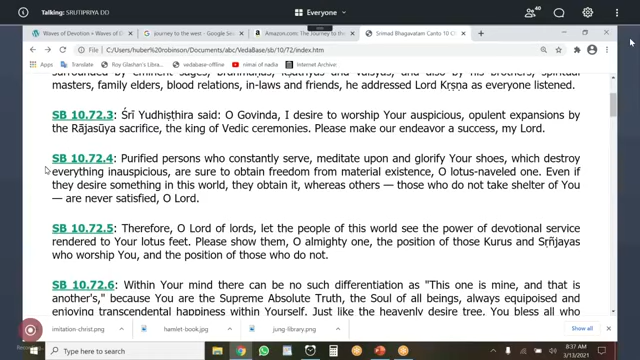 Talking: SRUTIPRIYA DD
Everyone
40
Waves of Devotion + Waves of D
journey to the west - Google Sea
Amazon.com: The Journey to the
Srimad Bhagavatam Canto 10 Ch
C:/Users/huber robinson/Documents/abc/VedaBase/sb/10/72/index.htm
Gmail
YouTube
Maps
Translate
Roy Glachan's Library
vedabase-offline
nimai of nadia
Other bookmarks
Reading list
surrounded by eminent sages, brāhmaṇas, kṣatriyas and vaiśyas, and also by his brothers, spiritual
masters, family elders, blood relations, in-laws and friends, he addressed Lord Kṛṣṇa as everyone listened.
SB 10.72.3: Śrī Yudhiṣṭhira said: O Govinda, I desire to worship Your auspicious, opulent expansions by
the Rājasūya sacrifice, the king of Vedic ceremonies. Please make our endeavor a success, my Lord.
SB 10.72.4: Purified persons who constantly serve, meditate upon and glorify Your shoes, which destroy
everything inauspicious, are sure to obtain freedom from material existence, O lotus-naveled one. Even if
they desire something in this world, they obtain it, whereas others — those who do not take shelter of You
— are never satisfied, O Lord.
SB 10.72.5: Therefore, O Lord of lords, let the people of this world see the power of devotional service
rendered to Your lotus feet. Please show them, O almighty one, the position of those Kurus and Sṛñjayas
who worship You, and the position of those who do not.
SB 10.72.6: Within Your mind there can be no such differentiation as "This one is mine, and that is
another's," because You are the Supreme Absolute Truth, the Soul of all beings, always equipoised and
enjoying transcendental happiness within Yourself. Just like the heavenly desire tree, You bless all who
imitation-christ.png
hamlet-book.jpg
jung-library.png
Show all
8:37 AM
3/13/2021